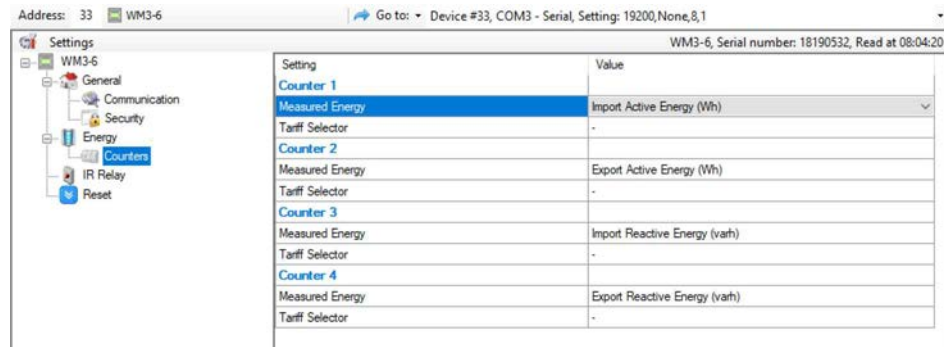 Address: 33 WM3-6 Go to: Device #33, COM3 - Serial, Setting: 19200,None,8,1
Settings WM3-6, Serial number: 18190532, Read at 08:04:20
WM3-6
General
Communication
Security
Energy
Counters
IR Relay
Reset
Setting Value
Counter 1
Measured Energy Import Active Energy (Wh)
Tariff Selector -
Counter 2
Measured Energy Export Active Energy (Wh)
Tariff Selector -
Counter 3
Measured Energy Import Reactive Energy (varh)
Tariff Selector -
Counter 4
Measured Energy Export Reactive Energy (varh)
Tariff Selector -